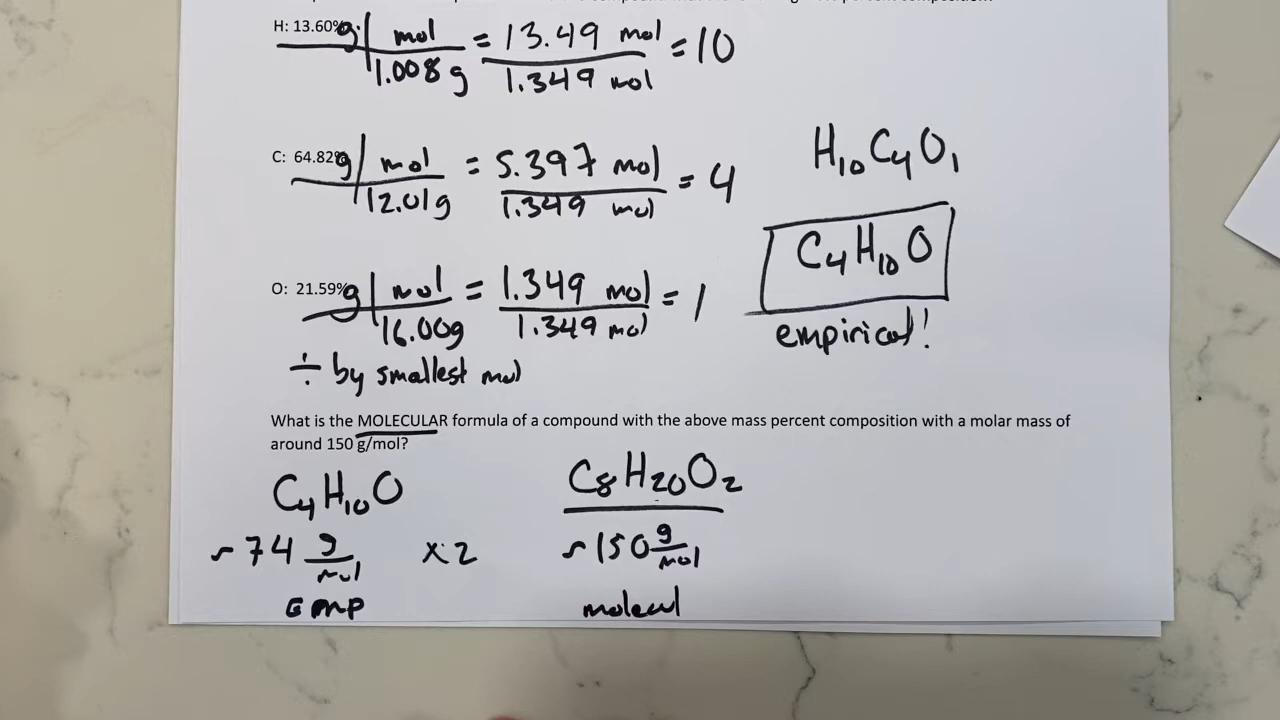 H: 13.60% g | mol / 1.008 g = 13.49 mol / 1.349 mol = 10
C: 64.82% g | mol / 12.01g = 5.397 mol / 1.349 mol = 4
H₁₀C₄O₁
C₄H₁₀O
empirical!
O: 21.59% g | mol / 16.00g = 1.349 mol / 1.349 mol = 1
÷ by smallest mol
What is the MOLECULAR formula of a compound with the above mass percent composition with a molar mass of
around 150 g/mol?
C₄H₁₀O C₈H₂₀O₂
~74 g/mol x2 ~150 g/mol
emp molecul